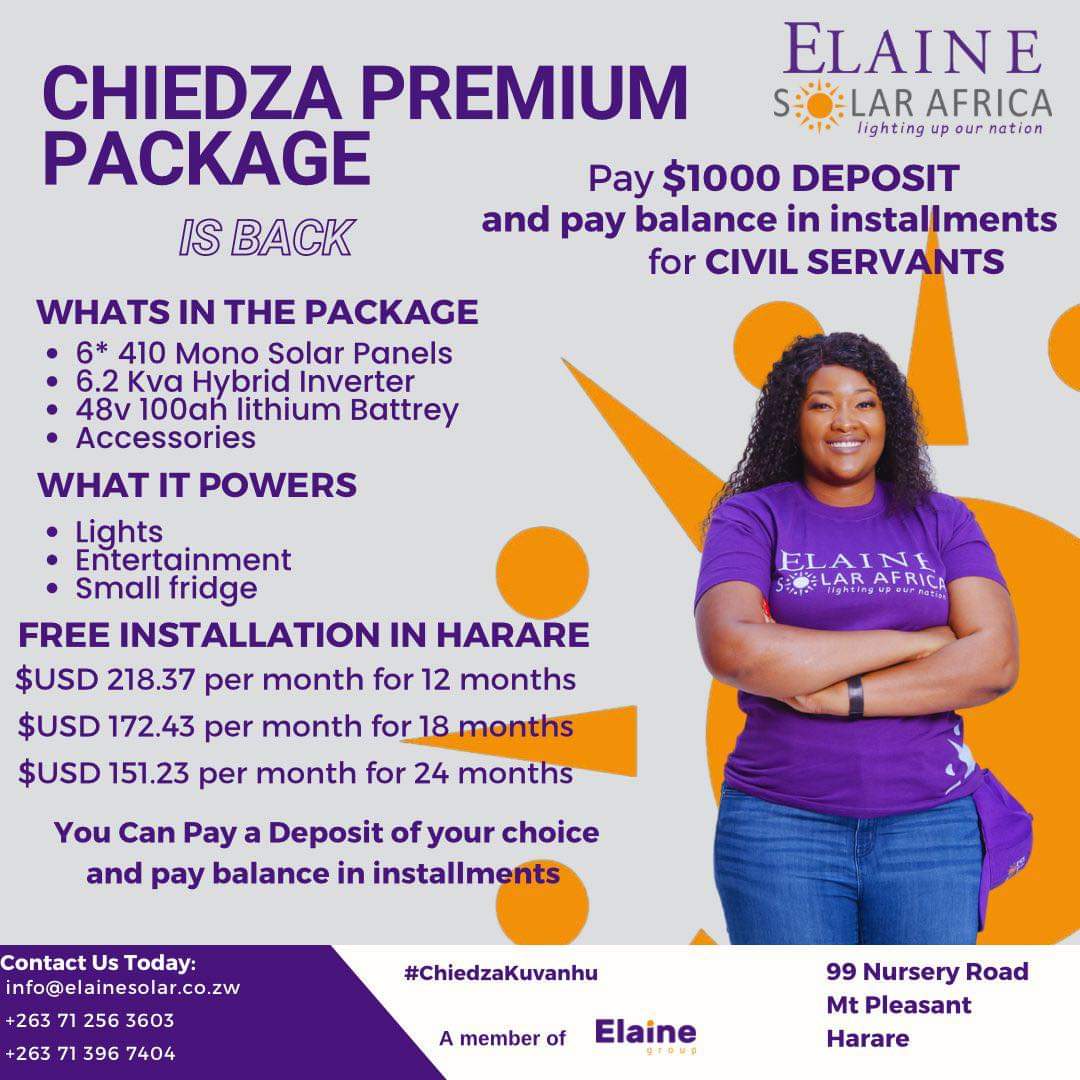 CHIEDZA PREMIUM
PACKAGE
IS BACK
ELAINE
SOLAR AFRICA
lighting up our nation
Pay $1000 DEPOSIT
and pay balance in installments
for CIVIL SERVANTS
WHATS IN THE PACKAGE
• 6* 410 Mono Solar Panels
• 6.2 Kva Hybrid Inverter
• 48v 100ah lithium Battrey
• Accessories
WHAT IT POWERS
• Lights
• Entertainment
• Small fridge
FREE INSTALLATION IN HARARE
$USD 218.37 per month for 12 months
$USD 172.43 per month for 18 months
$USD 151.23 per month for 24 months
You Can Pay a Deposit of your choice
and pay balance in installments
ELAINE
SOLAR AFRICA
lighting up our nation
Contact Us Today:
info@elainesolar.co.zw
+263 71 256 3603
+263 71 396 7404
#ChiedzaKuvanhu
A member of Elaine
group
99 Nursery Road
Mt Pleasant
Harare